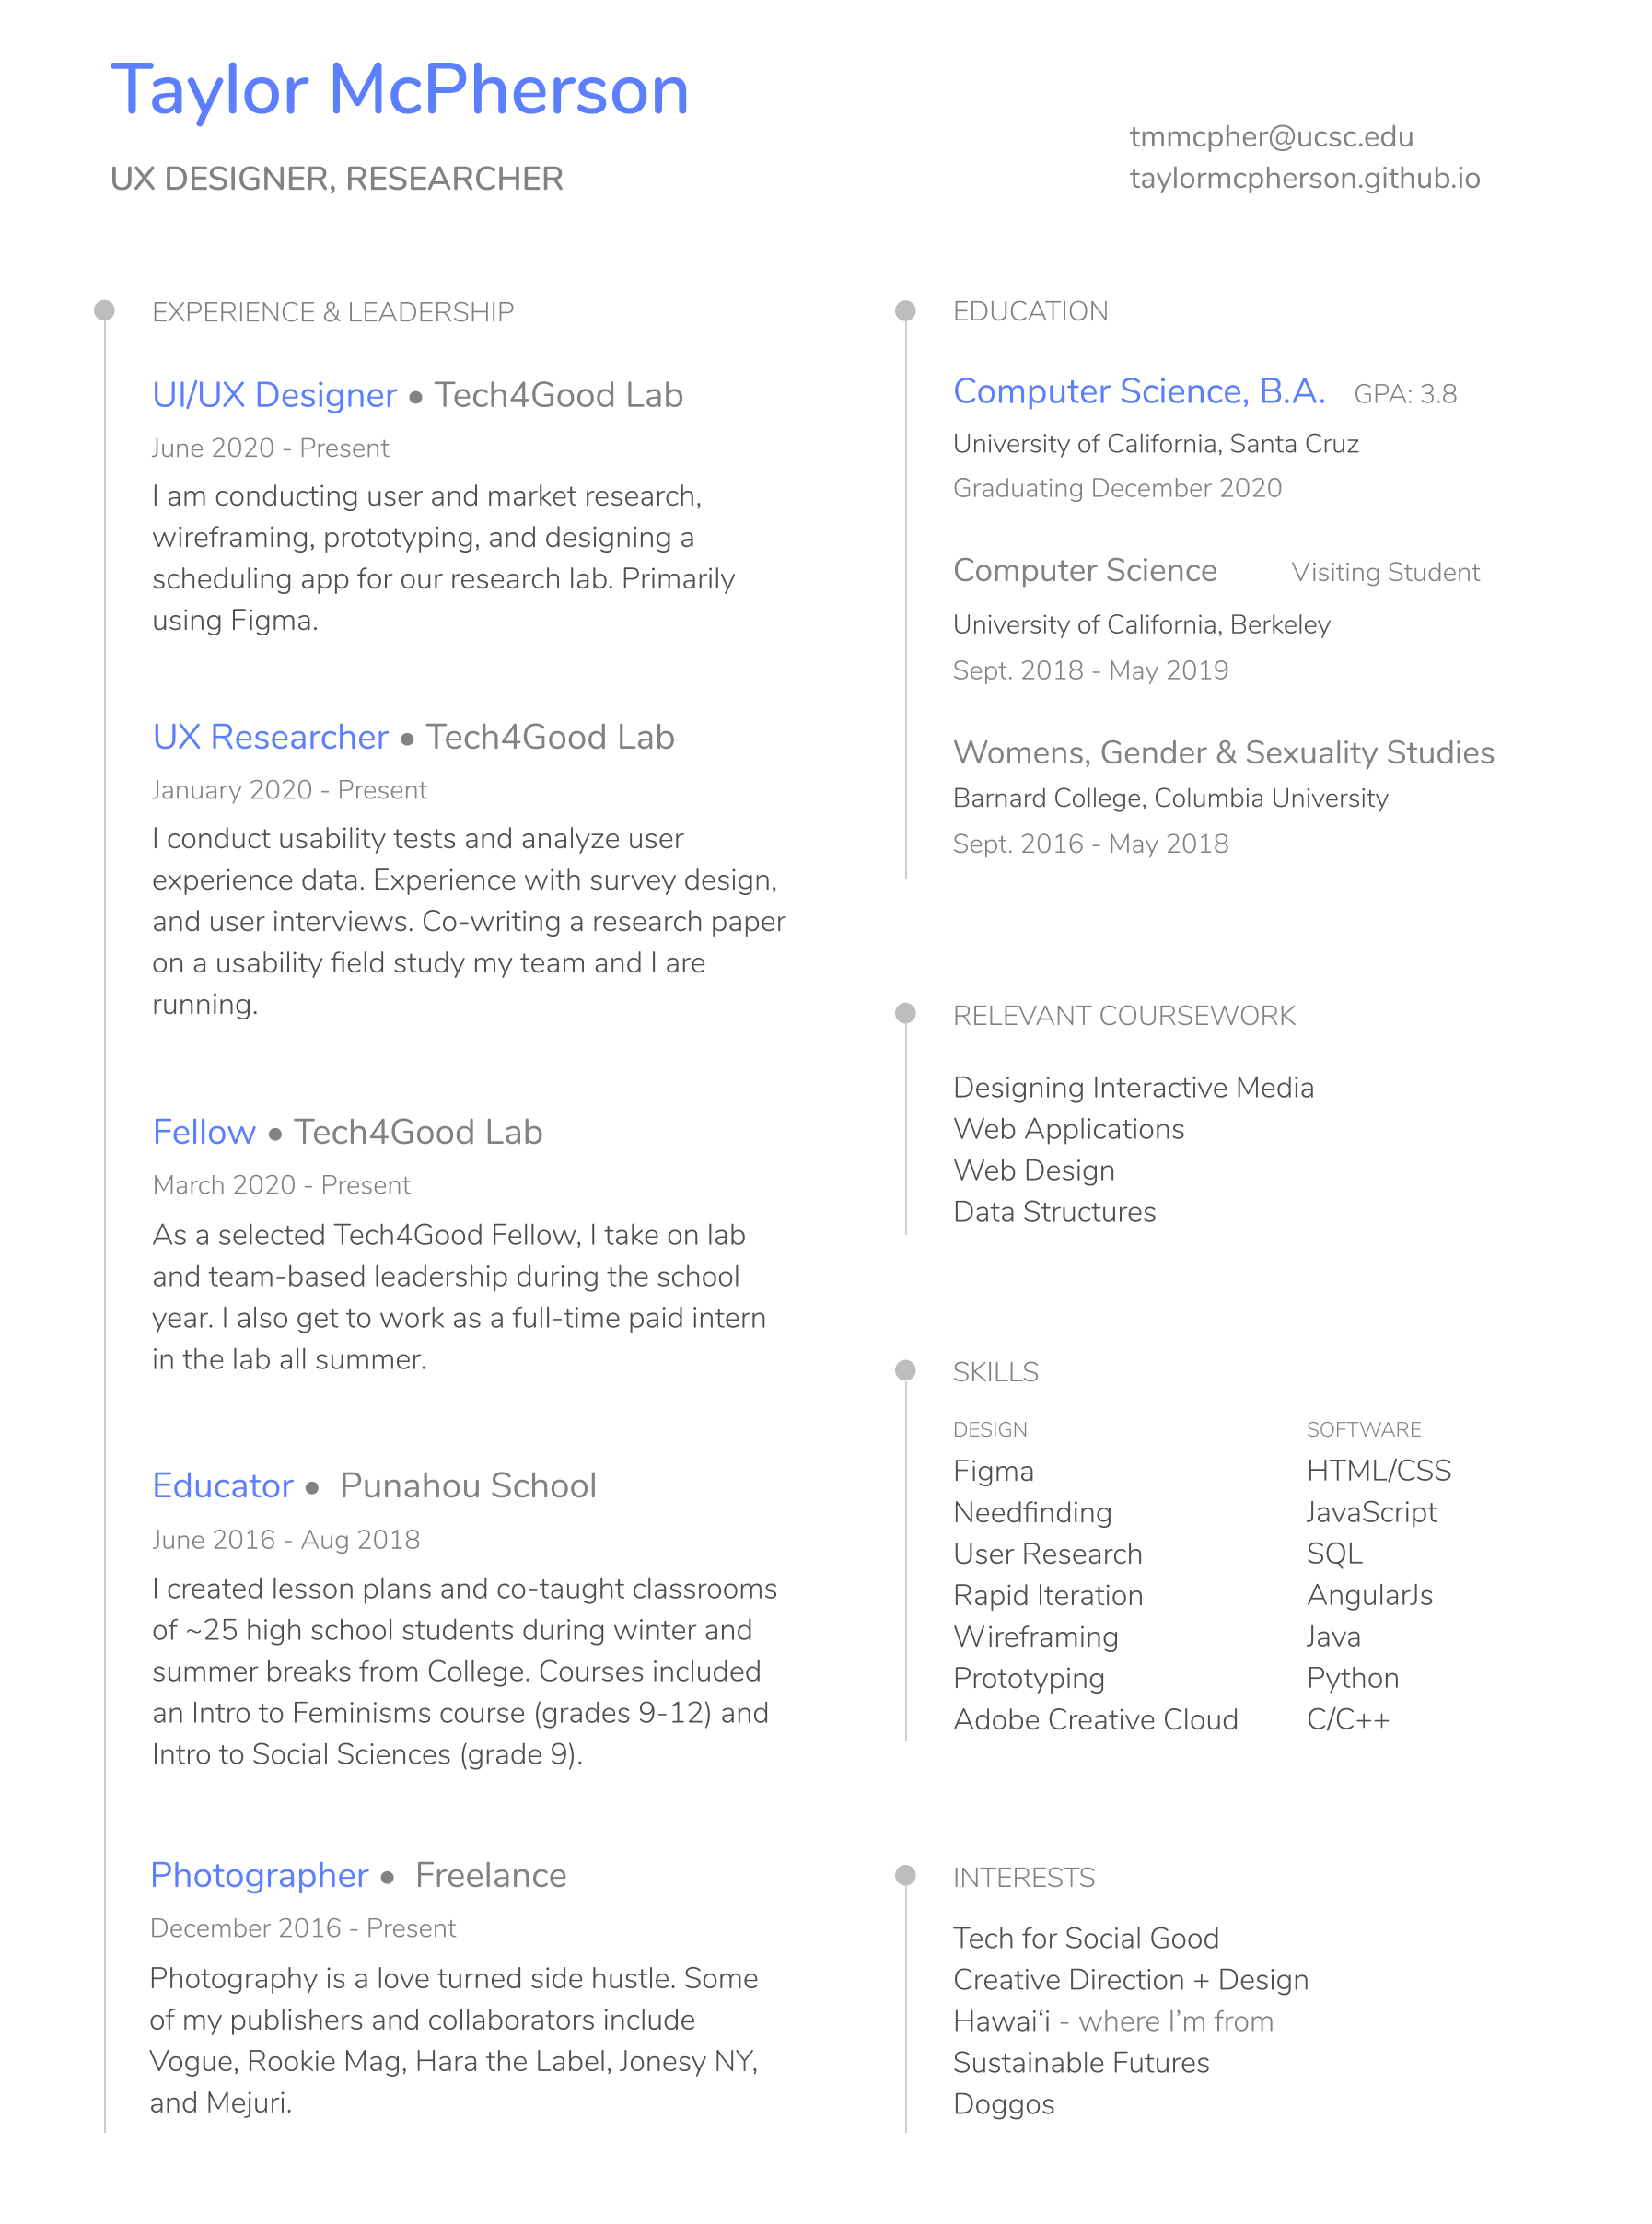 Taylor McPherson
UX DESIGNER, RESEARCHER
tmmcpher@ucsc.edu
taylormcpherson.github.io
EXPERIENCE & LEADERSHIP
UI/UX Designer • Tech4Good Lab
June 2020 - Present
I am conducting user and market research,
wireframing, prototyping, and designing a
scheduling app for our research lab. Primarily
using Figma.
UX Researcher • Tech4Good Lab
January 2020 - Present
I conduct usability tests and analyze user
experience data. Experience with survey design,
and user interviews. Co-writing a research paper
on a usability field study my team and I are
running.
Fellow • Tech4Good Lab
March 2020 - Present
As a selected Tech4Good Fellow, I take on lab
and team-based leadership during the school
year. I also get to work as a full-time paid intern
in the lab all summer.
Educator • Punahou School
June 2016 - Aug 2018
I created lesson plans and co-taught classrooms
of ~25 high school students during winter and
summer breaks from College. Courses included
an Intro to Feminisms course (grades 9-12) and
Intro to Social Sciences (grade 9).
Photographer • Freelance
December 2016 - Present
Photography is a love turned side hustle. Some
of my publishers and collaborators include
Vogue, Rookie Mag, Hara the Label, Jonesy NY,
and Mejuri.
EDUCATION
Computer Science, B.A. GPA: 3.8
University of California, Santa Cruz
Graduating December 2020
Computer Science Visiting Student
University of California, Berkeley
Sept. 2018 - May 2019
Womens, Gender & Sexuality Studies
Barnard College, Columbia University
Sept. 2016 - May 2018
RELEVANT COURSEWORK
Designing Interactive Media
Web Applications
Web Design
Data Structures
SKILLS
DESIGN
Figma
Needfinding
User Research
Rapid Iteration
Wireframing
Prototyping
Adobe Creative Cloud
SOFTWARE
HTML/CSS
JavaScript
SQL
AngularJs
Java
Python
C/C++
INTERESTS
Tech for Social Good
Creative Direction + Design
Hawai‘i - where I’m from
Sustainable Futures
Doggos